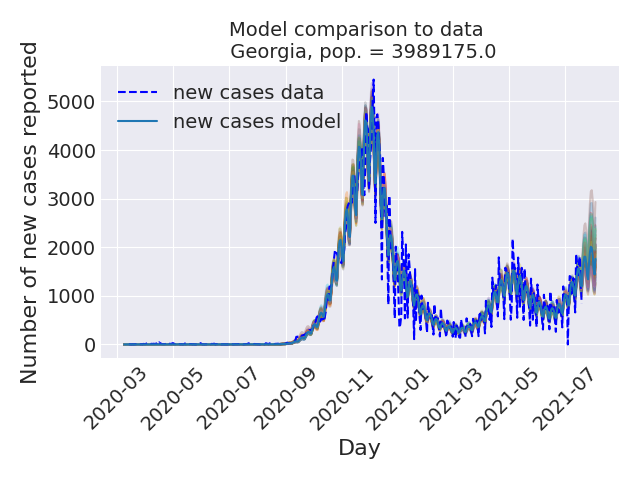 Model comparison to data
Georgia, pop. = 3989175.0
new cases data
new cases model
Number of new cases reported
5000
4000
3000
2000
1000
0
2020-03
2020-05
2020-07
2020-09
2020-11
2021-01
2021-03
2021-05
2021-07
Day